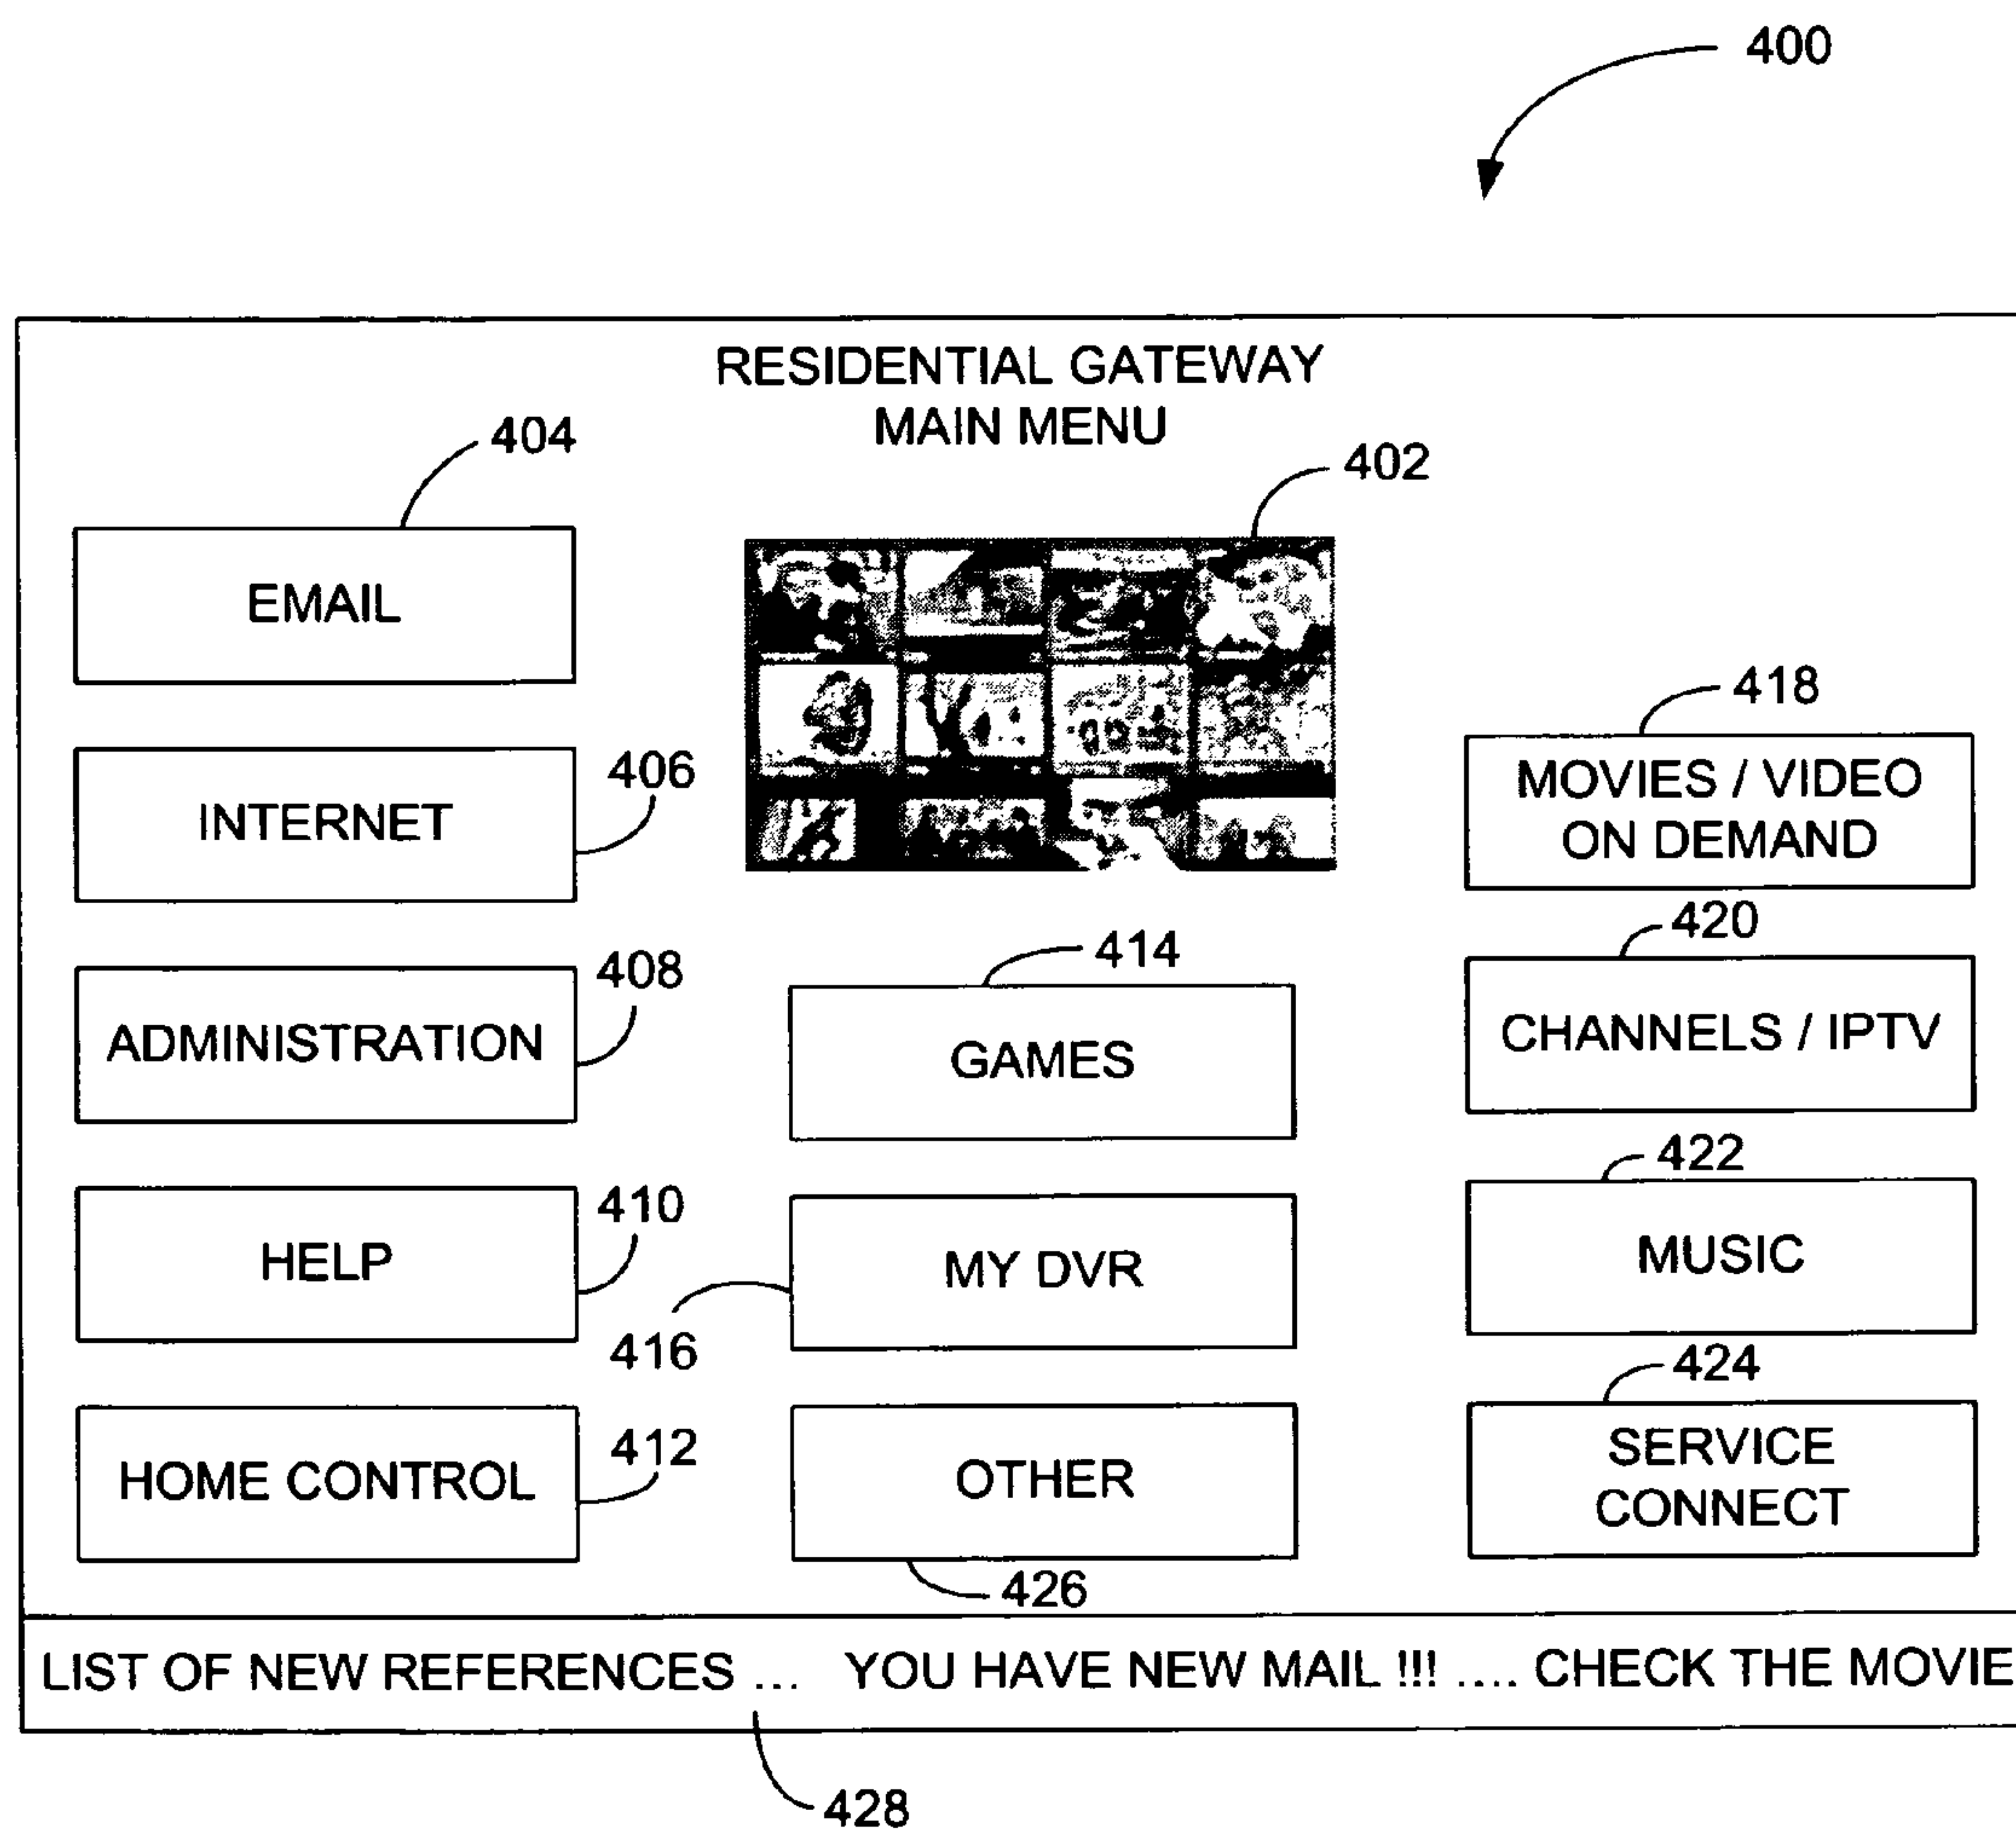 400
RESIDENTIAL GATEWAY
MAIN MENU
404
402
EMAIL
418
406
MOVIES / VIDEO
ON DEMAND
INTERNET
420
414
408
CHANNELS / IPTV
ADMINISTRATION
GAMES
422
410
MUSIC
HELP
MY DVR
416
424
412
SERVICE
CONNECT
HOME CONTROL
OTHER
426
LIST OF NEW REFERENCES ... YOU HAVE NEW MAIL !!! .... CHECK THE MOVIE
428